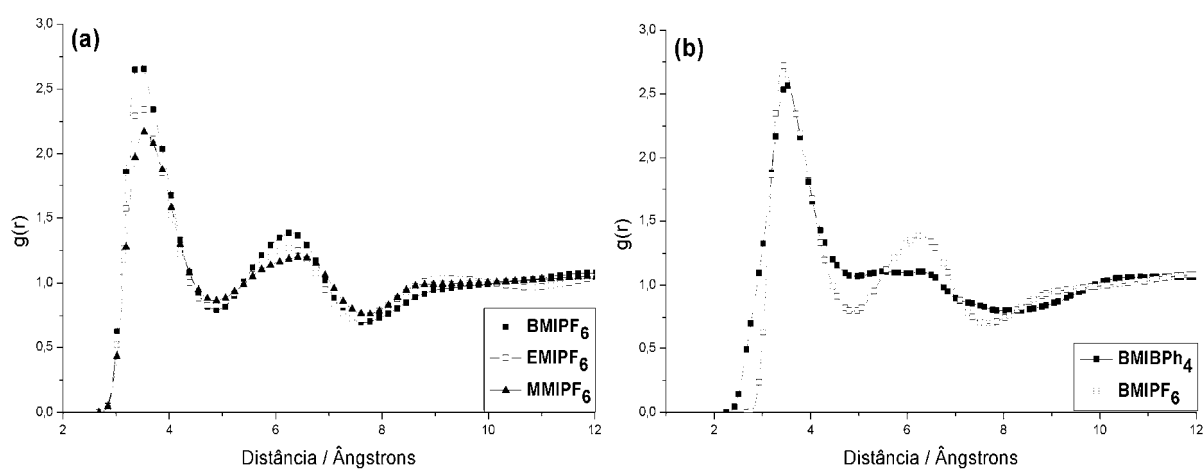 (a)
3,0
2,5
2,0
1,5
1,0
0,5
0,0
g(r)
2 4 6 8 10 12
Distância / Ângstrons
BMIPF6
EMIPF6
MMIPF6
(b)
3,0
2,5
2,0
1,5
1,0
0,5
0,0
g(r)
2 4 6 8 10 12
Distância / Ângstrons
BMIBPh4
BMIPF6